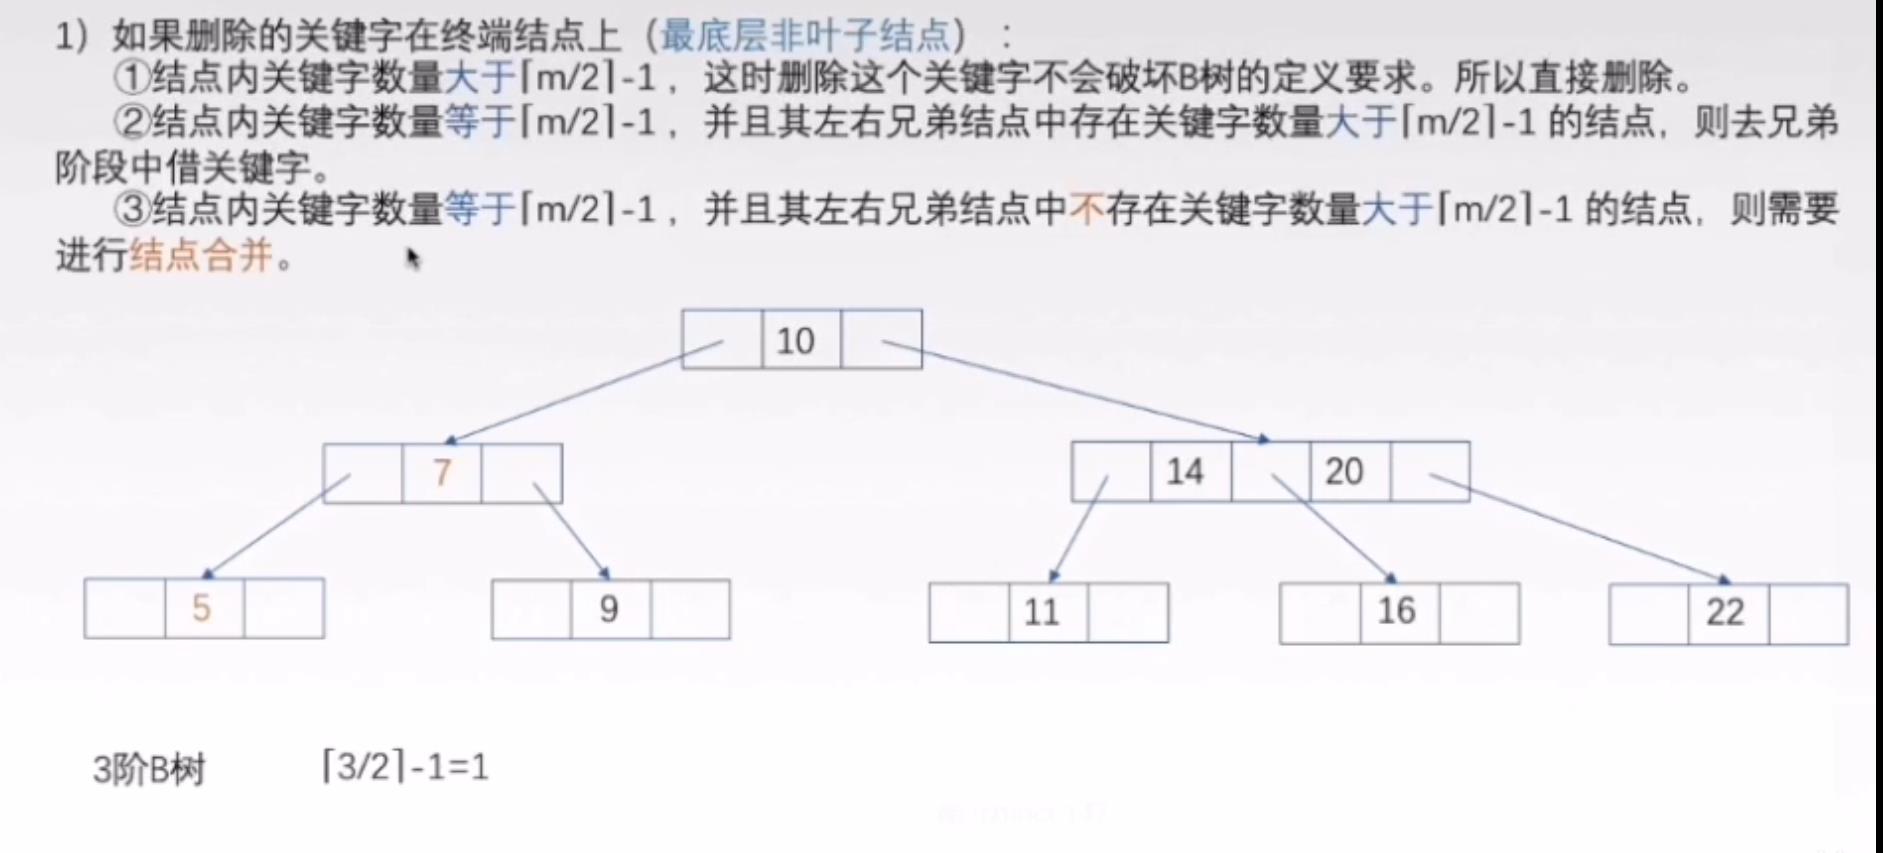 1）如果删除的关键字在终端结点上（最底层非叶子结点）：
①结点内关键字数量大于⌈m/2⌉-1，这时删除这个关键字不会破坏B树的定义要求。所以直接删除。
②结点内关键字数量等于⌈m/2⌉-1，并且其左右兄弟结点中存在关键字数量大于⌈m/2⌉-1 的结点，则去兄弟
阶段中借关键字。
③结点内关键字数量等于⌈m/2⌉-1，并且其左右兄弟结点中不存在关键字数量大于⌈m/2⌉-1 的结点，则需要
进行结点合并。
10
7
14 20
5
9
11
16
22
3阶B树 ⌈3/2⌉-1=1